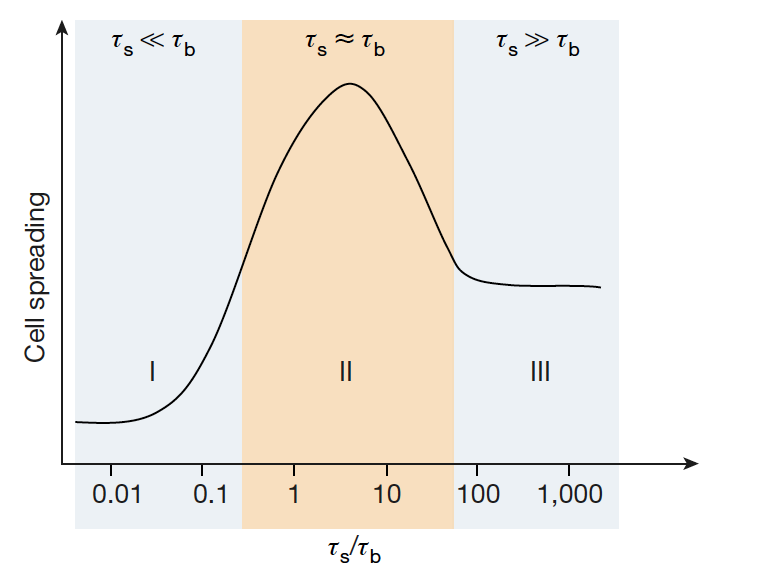 τs ≪ τb
τs ≈ τb
τs ≫ τb
Cell spreading
I
II
III
0.01
0.1
1
10
100
1,000
τs/τb